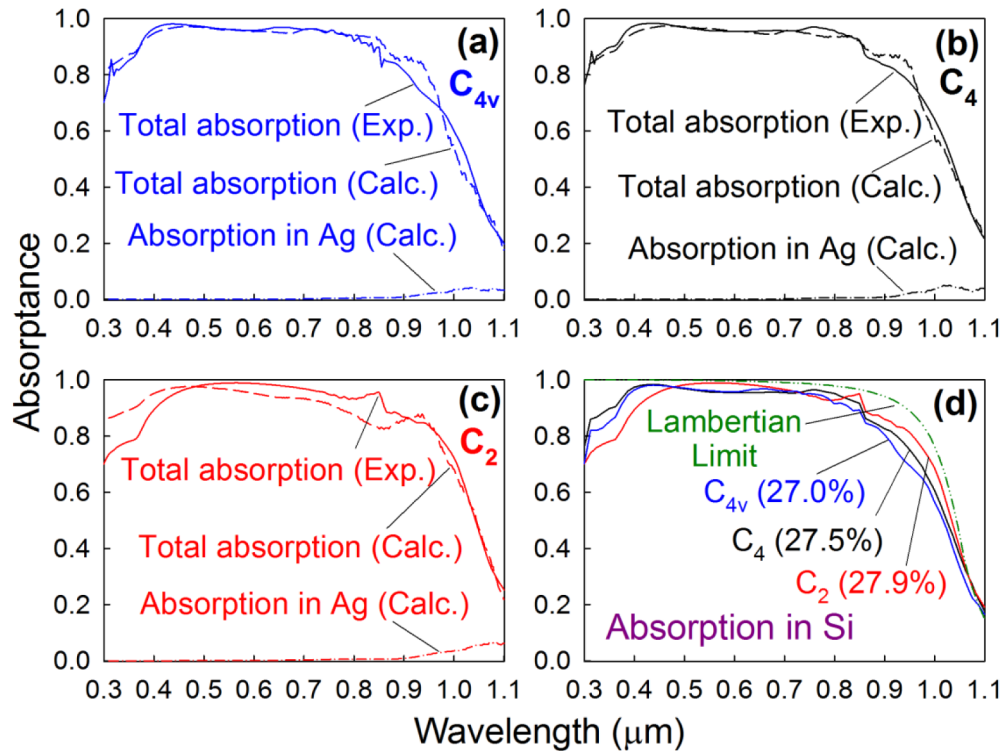 (a)
C4v
Total absorption (Exp.)
Total absorption (Calc.)
Absorption in Ag (Calc.)
1.0
0.8
0.6
0.4
0.2
0.0
0.3 0.4 0.5 0.6 0.7 0.8 0.9 1.0 1.1
(b)
C4
Total absorption (Exp.)
Total absorption (Calc.)
Absorption in Ag (Calc.)
1.0
0.8
0.6
0.4
0.2
0.0
0.3 0.4 0.5 0.6 0.7 0.8 0.9 1.0 1.1
Absorptance
(c)
C2
Total absorption (Exp.)
Total absorption (Calc.)
Absorption in Ag (Calc.)
1.0
0.8
0.6
0.4
0.2
0.0
0.3 0.4 0.5 0.6 0.7 0.8 0.9 1.0 1.1
(d)
Lambertian
Limit
C4v (27.0%)
C4 (27.5%)
C2 (27.9%)
Absorption in Si
1.0
0.8
0.6
0.4
0.2
0.0
0.3 0.4 0.5 0.6 0.7 0.8 0.9 1.0 1.1
Wavelength (μm)